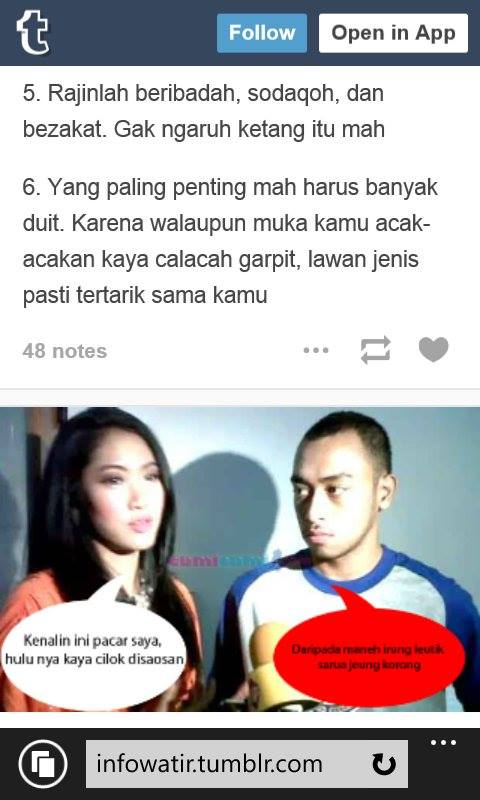 t
Follow
Open in App
5. Rajinlah beribadah, sodaqoh, dan
bezakat. Gak ngaruh ketang itu mah
6. Yang paling penting mah harus banyak
duit. Karena walaupun muka kamu acak-
acakan kaya calacah garpit, lawan jenis
pasti tertarik sama kamu
48 notes
Kenalin ini pacar saya,
hulu nya kaya cilok disaosan
Daripada maneh irung leutik
sarua jeung korong
infowatir.tumblr.com